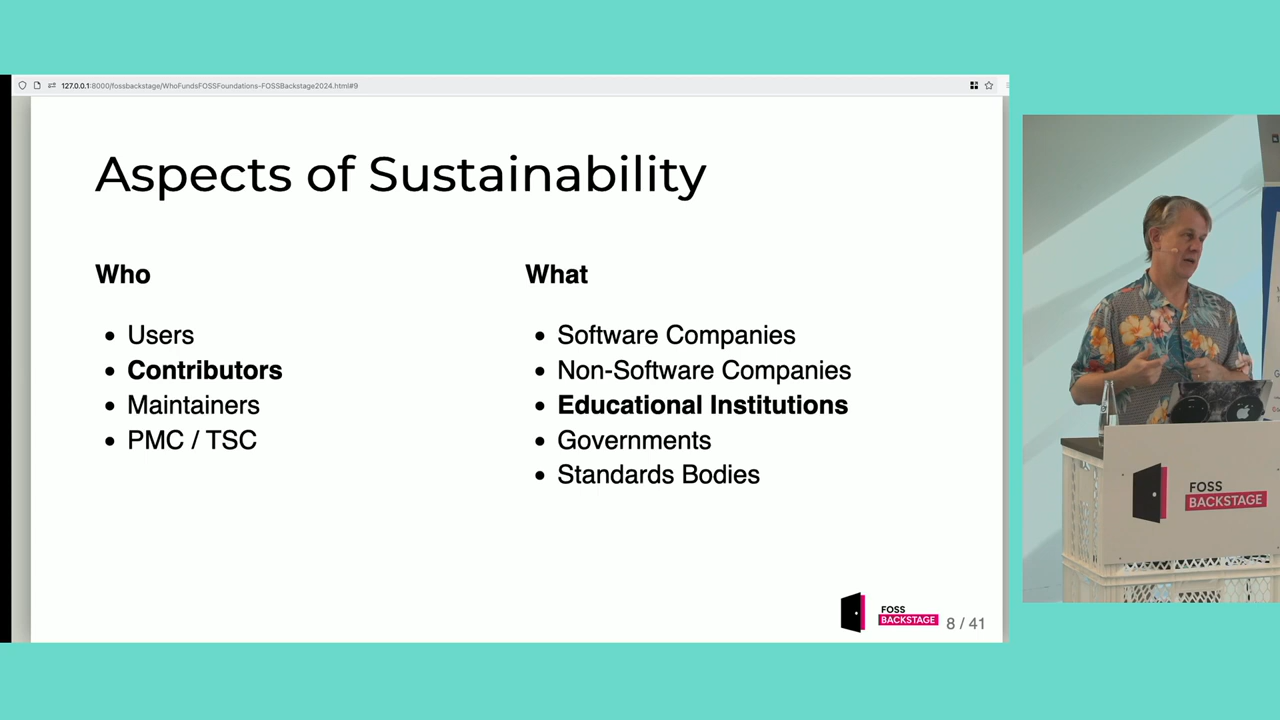 127.0.0.1:8000/fossbackstage/WhoFundsFOSSFoundations-FOSSBackstage2024.html#9
Aspects of Sustainability
Who
• Users
• Contributors
• Maintainers
• PMC / TSC
What
• Software Companies
• Non-Software Companies
• Educational Institutions
• Governments
• Standards Bodies
FOSS
BACKSTAGE
8 / 41
FOSS
BACKSTAGE